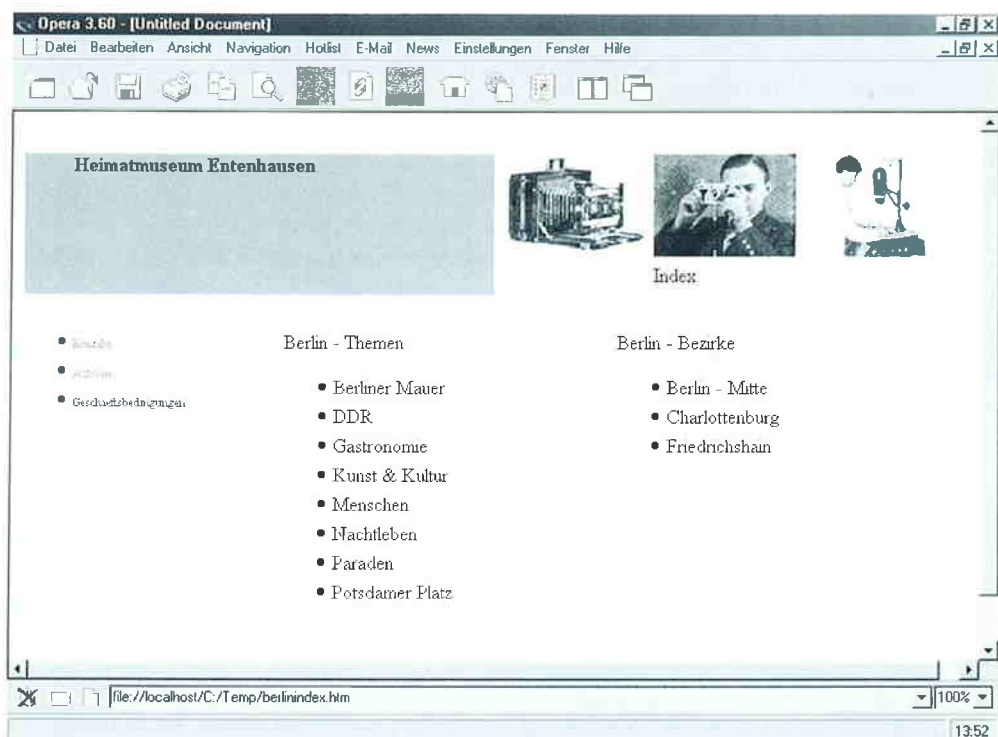 Opera 3.60 - [Untitled Document]
Datei Bearbeiten Ansicht Navigation Hotlist E-Mail News Einstellungen Fenster Hilfe
Heimatmuseum Entenhausen
Index
Berlin - Themen
Berlin - Bezirke
Berliner Mauer
Berlin - Mitte
DDR
Charlottenburg
Geschaeftsbedingungen
Gastronomie
Friedrichshain
Kunst & Kultur
Menschen
Nachtleben
Paraden
Potsdamer Platz
file://localhost/C:/Temp/berlinindex.htm
100%
13:52